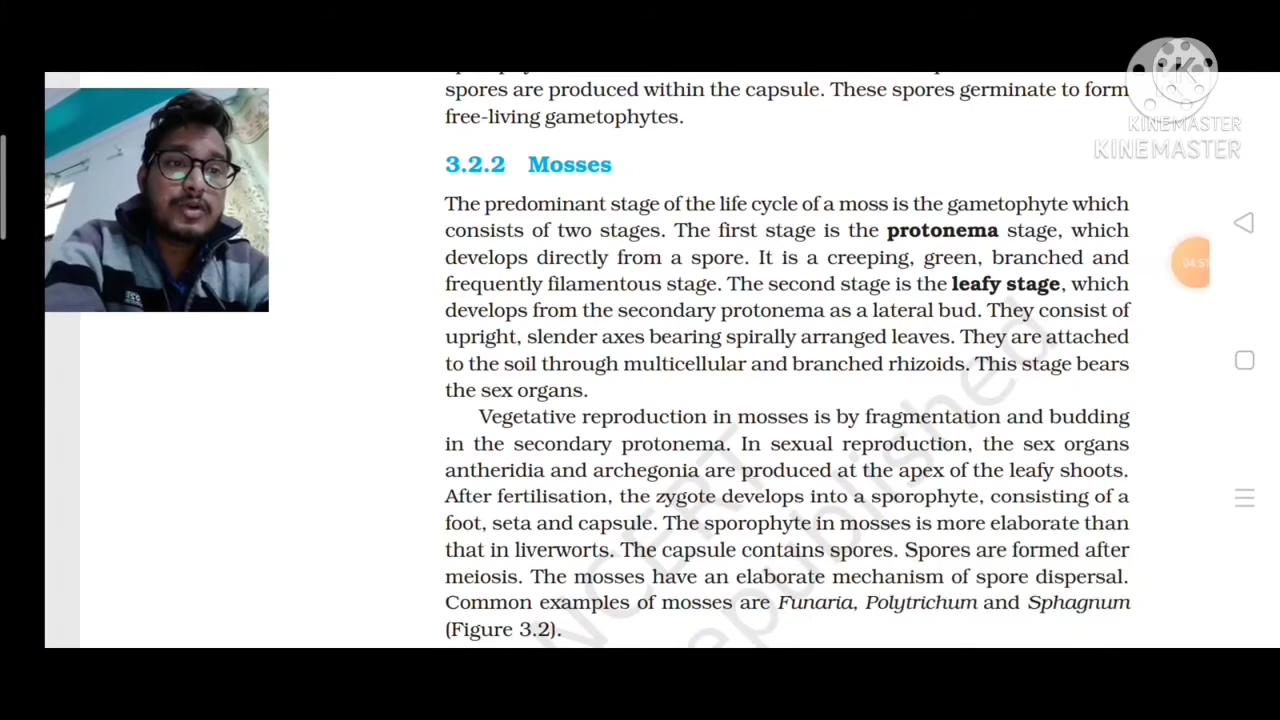 spores are produced within the capsule. These spores germinate to form
free-living gametophytes.
3.2.2 Mosses
The predominant stage of the life cycle of a moss is the gametophyte which
consists of two stages. The first stage is the protonema stage, which
develops directly from a spore. It is a creeping, green, branched and
frequently filamentous stage. The second stage is the leafy stage, which
develops from the secondary protonema as a lateral bud. They consist of
upright, slender axes bearing spirally arranged leaves. They are attached
to the soil through multicellular and branched rhizoids. This stage bears
the sex organs.
Vegetative reproduction in mosses is by fragmentation and budding
in the secondary protonema. In sexual reproduction, the sex organs
antheridia and archegonia are produced at the apex of the leafy shoots.
After fertilisation, the zygote develops into a sporophyte, consisting of a
foot, seta and capsule. The sporophyte in mosses is more elaborate than
that in liverworts. The capsule contains spores. Spores are formed after
meiosis. The mosses have an elaborate mechanism of spore dispersal.
Common examples of mosses are Funaria, Polytrichum and Sphagnum
(Figure 3.2).
KINEMASTER
KINEMASTER
04:51
NCERT
republished